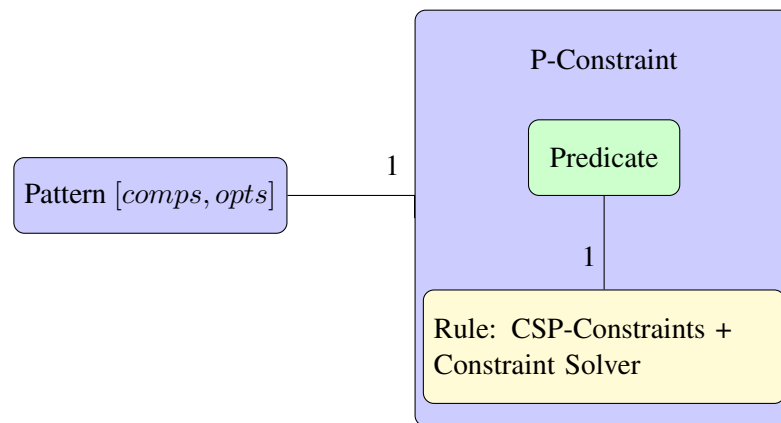 P-Constraint
Predicate
1
Pattern [comps, opts]
1
Rule: CSP-Constraints +
Constraint Solver